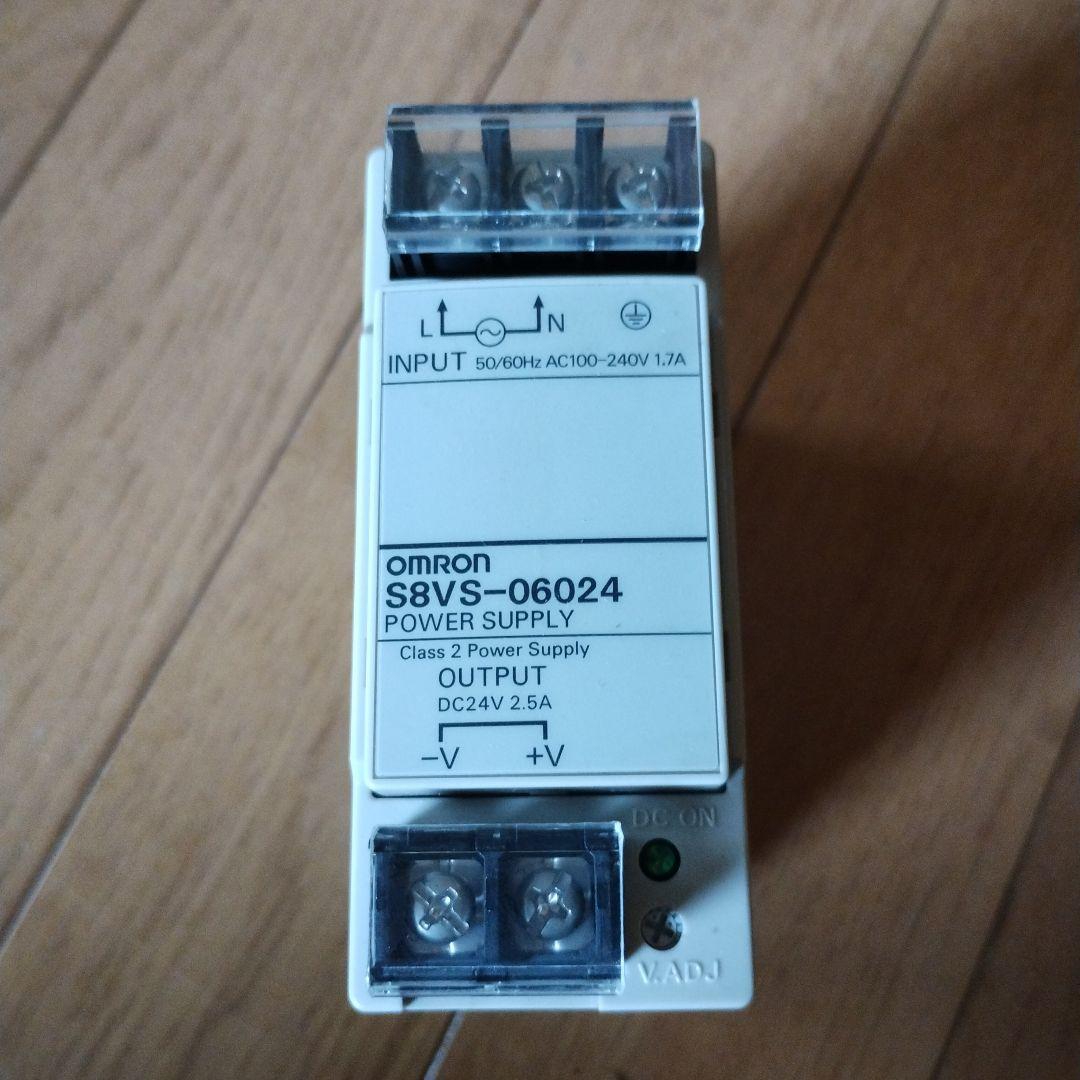 L N
INPUT 50/60Hz AC100-240V 1.7A
OMRON
S8VS-06024
POWER SUPPLY
Class 2 Power Supply
OUTPUT
DC24V 2.5A
-V +V
DC ON
V.ADJ